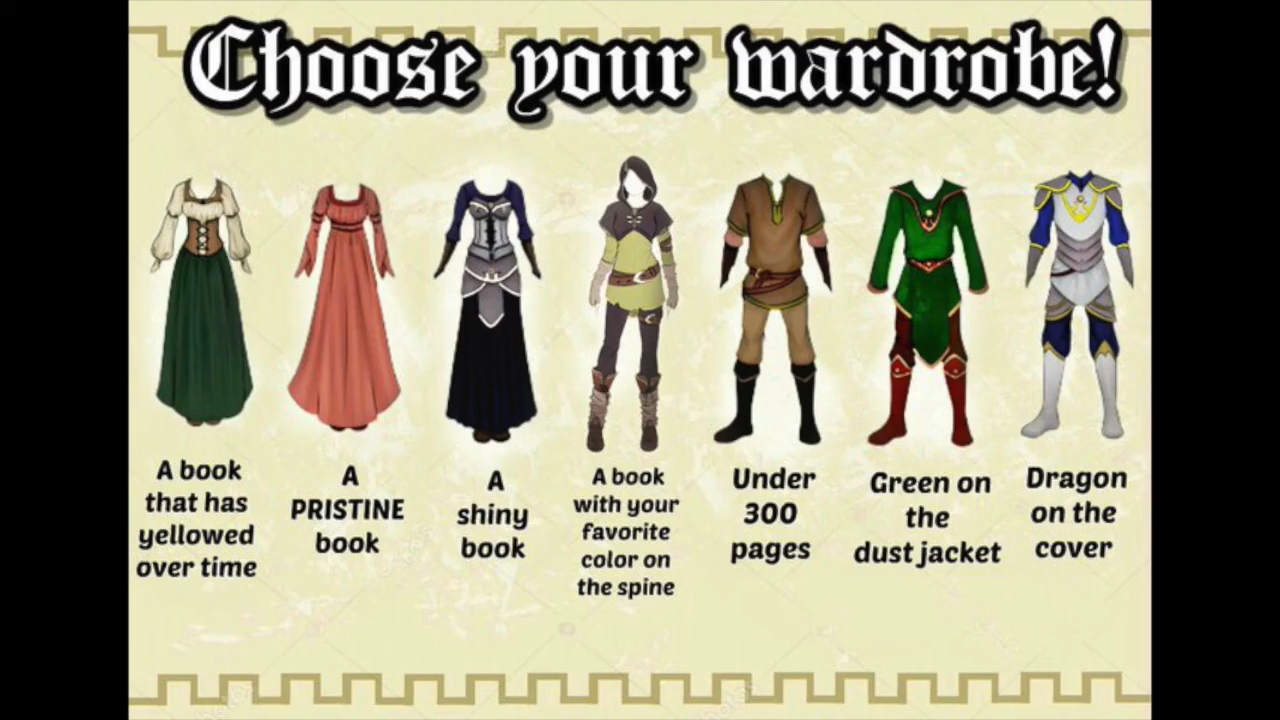 Choose your wardrobe!
A book
that has
yellowed
over time
A
PRISTINE
book
A
shiny
book
A book
with your
favorite
color on
the spine
Under
300
pages
Green on
the
dust jacket
Dragon
on the
cover